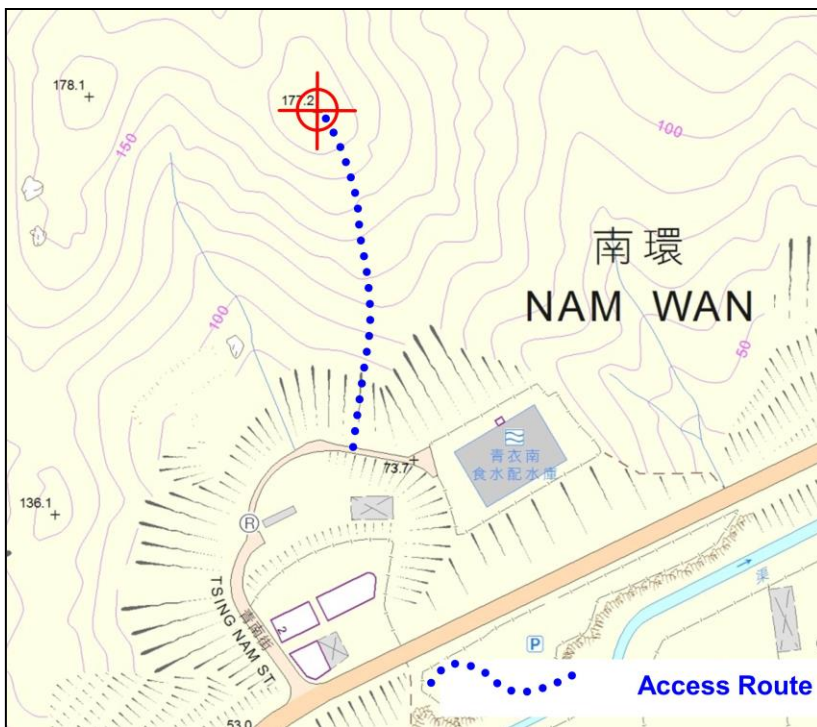 178.1
177.2
150
100
南環
NAM WAN
100
50
青衣南
食水配水庫
73.7
136.1
R
TSING NAM ST
青南街
2
渠
P
53.0
Access Route